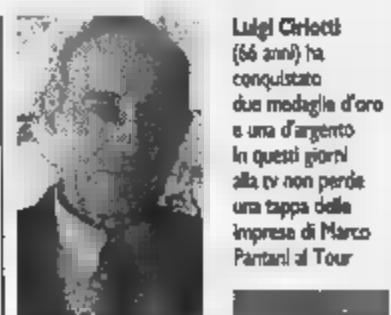 Luigi
(66 anni) ha
conquistato
due medaglie d'oro
e una d'argento
In questi giorni
alla tv non perde
una tappa delle
imprese di Marco
Pantani al Tour